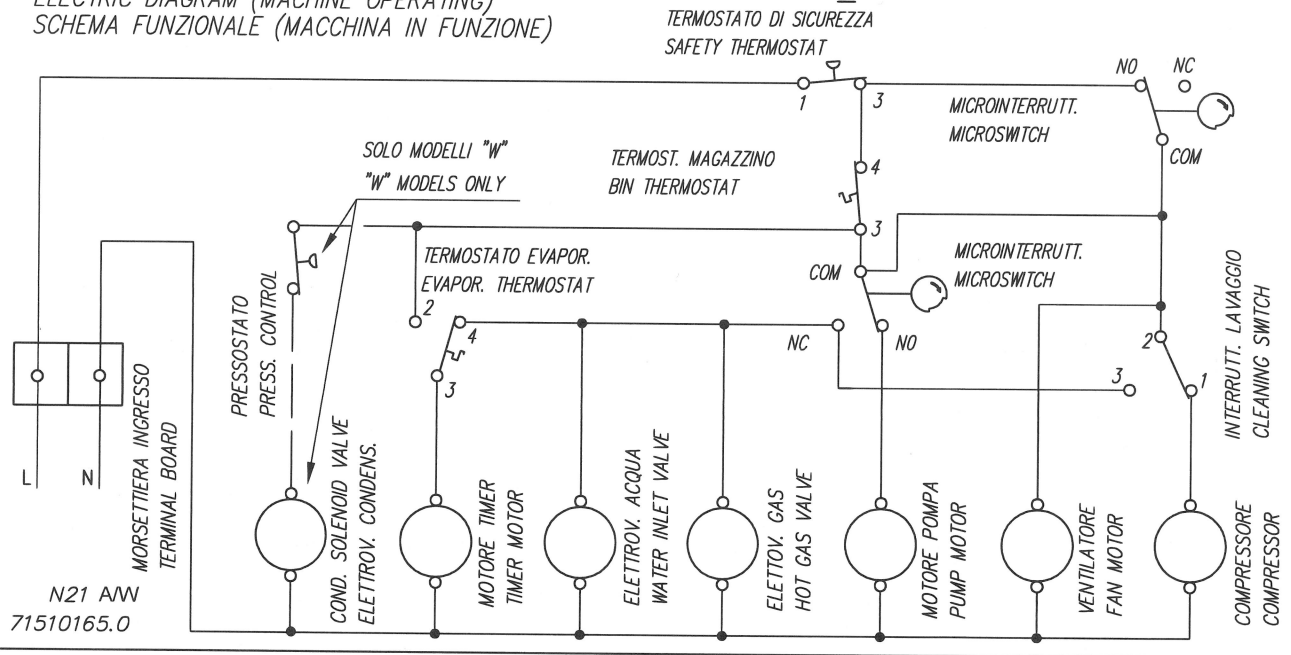 ELECTRIC DIAGRAM (MACHINE OPERATING)
SCHEMA FUNZIONALE (MACCHINA IN FUNZIONE)
TERMOSTATO DI SICUREZZA
SAFETY THERMOSTAT
1
3
NO
NC
MICROINTERRUTT.
MICROSWITCH
COM
SOLO MODELLI "W"
"W" MODELS ONLY
TERMOST. MAGAZZINO
BIN THERMOSTAT
4
3
TERMOSTATO EVAPOR.
EVAPOR. THERMOSTAT
COM
MICROINTERRUTT.
MICROSWITCH
2
4
3
NC
NO
2
3
1
INTERRUTT. LAVAGGIO
CLEANING SWITCH
PRESSOSTATO
PRESS. CONTROL
L
N
MORSETTIERA INGRESSO
TERMINAL BOARD
COND. SOLENOID VALVE
ELETTROV. CONDENS.
MOTORE TIMER
TIMER MOTOR
ELETTROV. ACQUA
WATER INLET VALVE
ELETTOV. GAS
HOT GAS VALVE
MOTORE POMPA
PUMP MOTOR
VENTILATORE
FAN MOTOR
COMPRESSORE
COMPRESSOR
N21 A/W
71510165.0